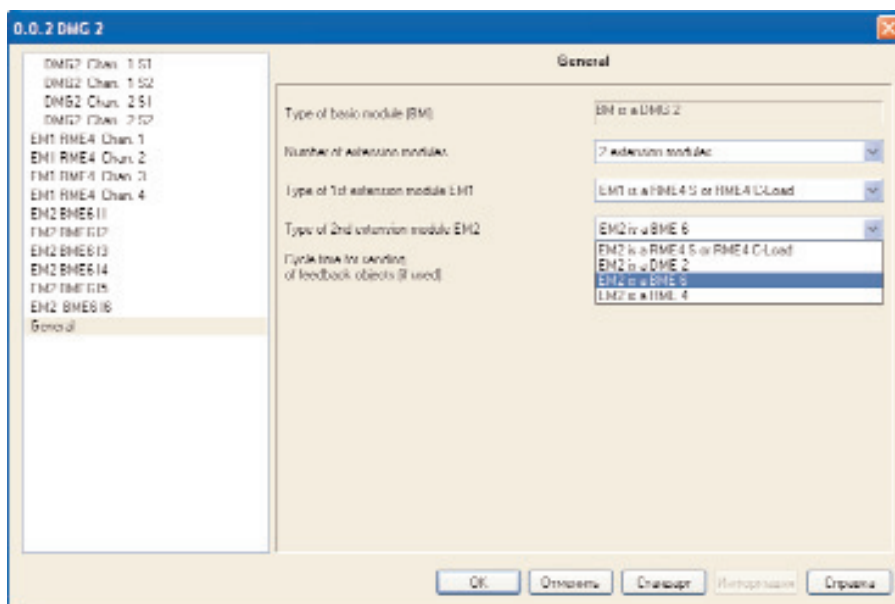 0.0.2 DMG 2
DMG2 Chan. 1 S1
DMG2 Chan. 1 S2
DMG2 Chan. 2 S1
DMG2 Chan. 2 S2
EM1 RME4 Chan. 1
EM1 RME4 Chan. 2
EM1 RME4 Chan. 3
EM1 RME4 Chan. 4
EM2 BME6 I1
EM2 BME6 I2
EM2 BME6 I3
EM2 BME6 I4
EM2 BME6 I5
EM2 BME6 I6
General
General
Type of basic module (BM)
BM is a DMG 2
Number of extension modules
2 extension modules
Type of 1st extension module EM1
EM1 is a RME4 S or RME4 C-Load
Type of 2nd extension module EM2
EM2 is a BME 6
EM2 is a RME4 S or RME4 C-Load
EM2 is a DME 2
EM2 is a BME 6
EM2 is a HME 4
Cycle time for sending
of feedback objects (if used)
OK
Отменить
Стандарт
Информация
Справка